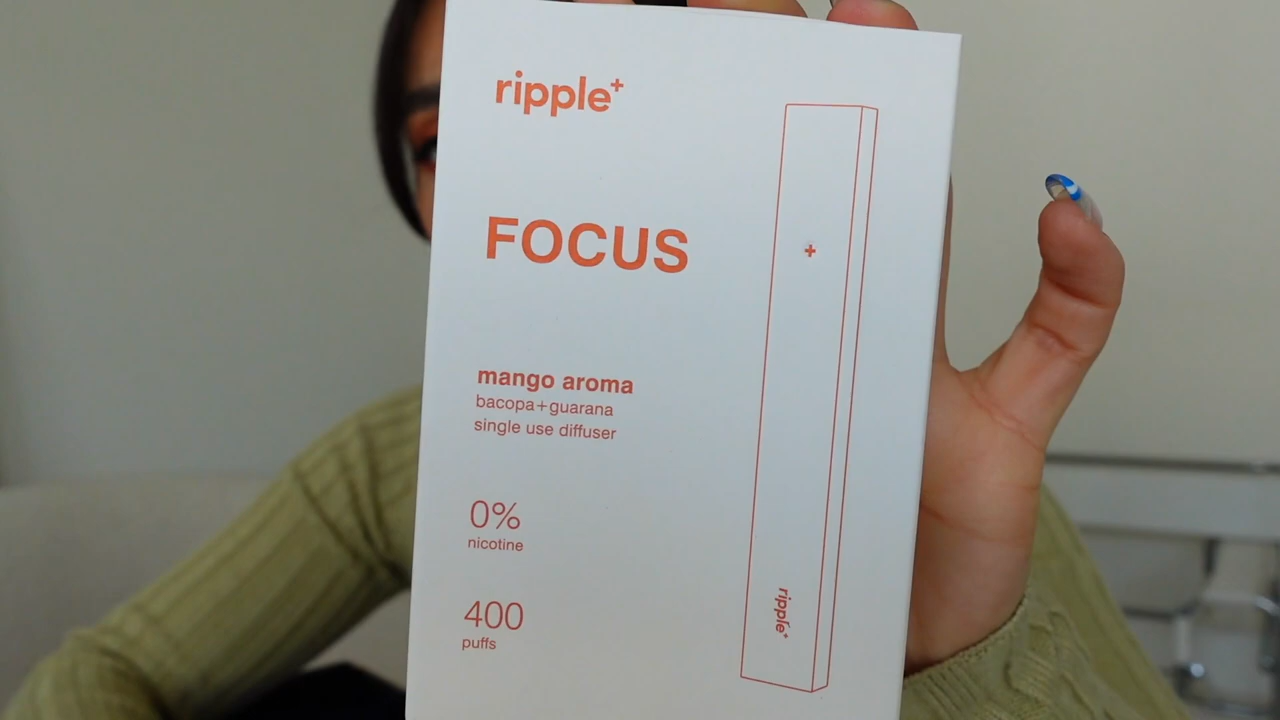 ripple+
FOCUS
mango aroma
bacopa+guarana
single use diffuser
0%
nicotine
400
puffs
+
ripple+